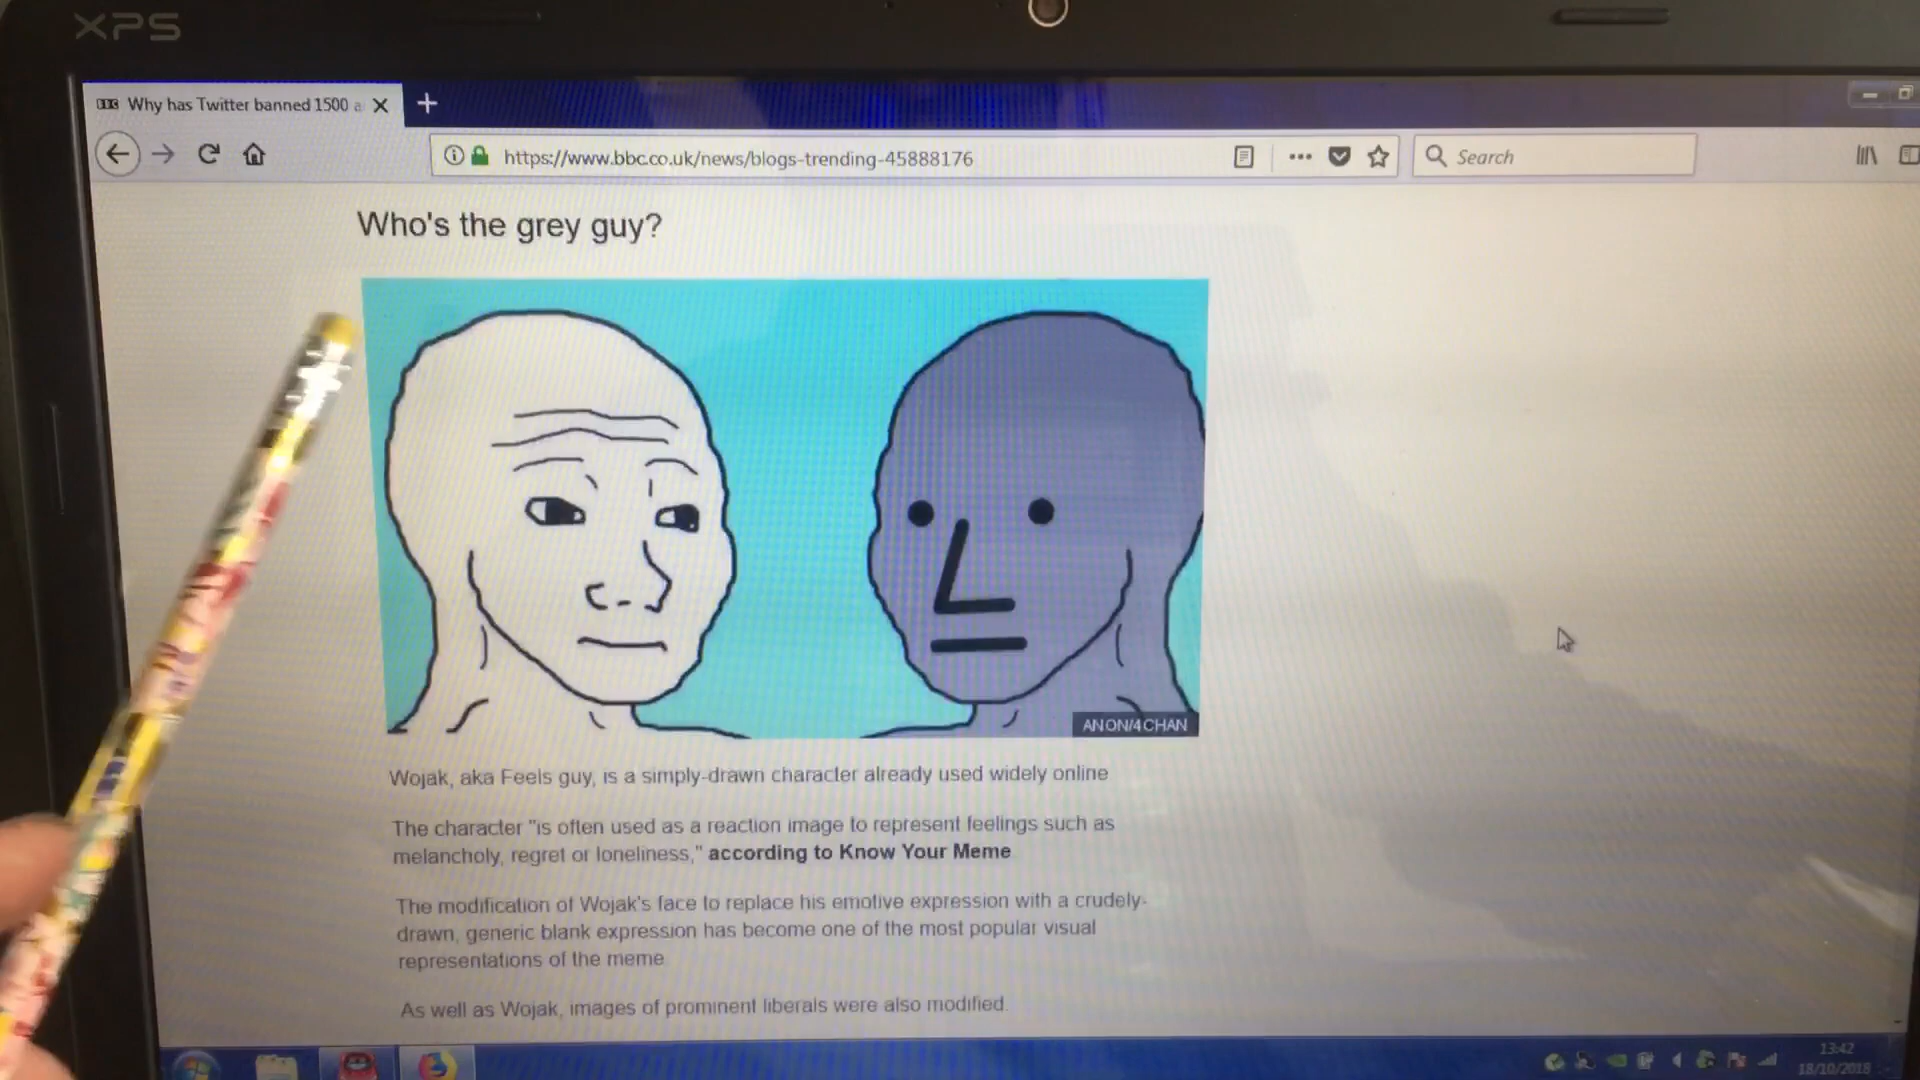 XPS
BBC Why has Twitter banned 1500 a
https://www.bbc.co.uk/news/blogs-trending-45888176
Search
Who's the grey guy?
ANON/4CHAN
Wojak, aka Feels guy, is a simply-drawn character already used widely online
The character "is often used as a reaction image to represent feelings such as
melancholy, regret or loneliness," according to Know Your Meme
The modification of Wojak's face to replace his emotive expression with a crudely-
drawn, generic blank expression has become one of the most popular visual
representations of the meme
As well as Wojak, images of prominent liberals were also modified.
13:42
18/10/2018